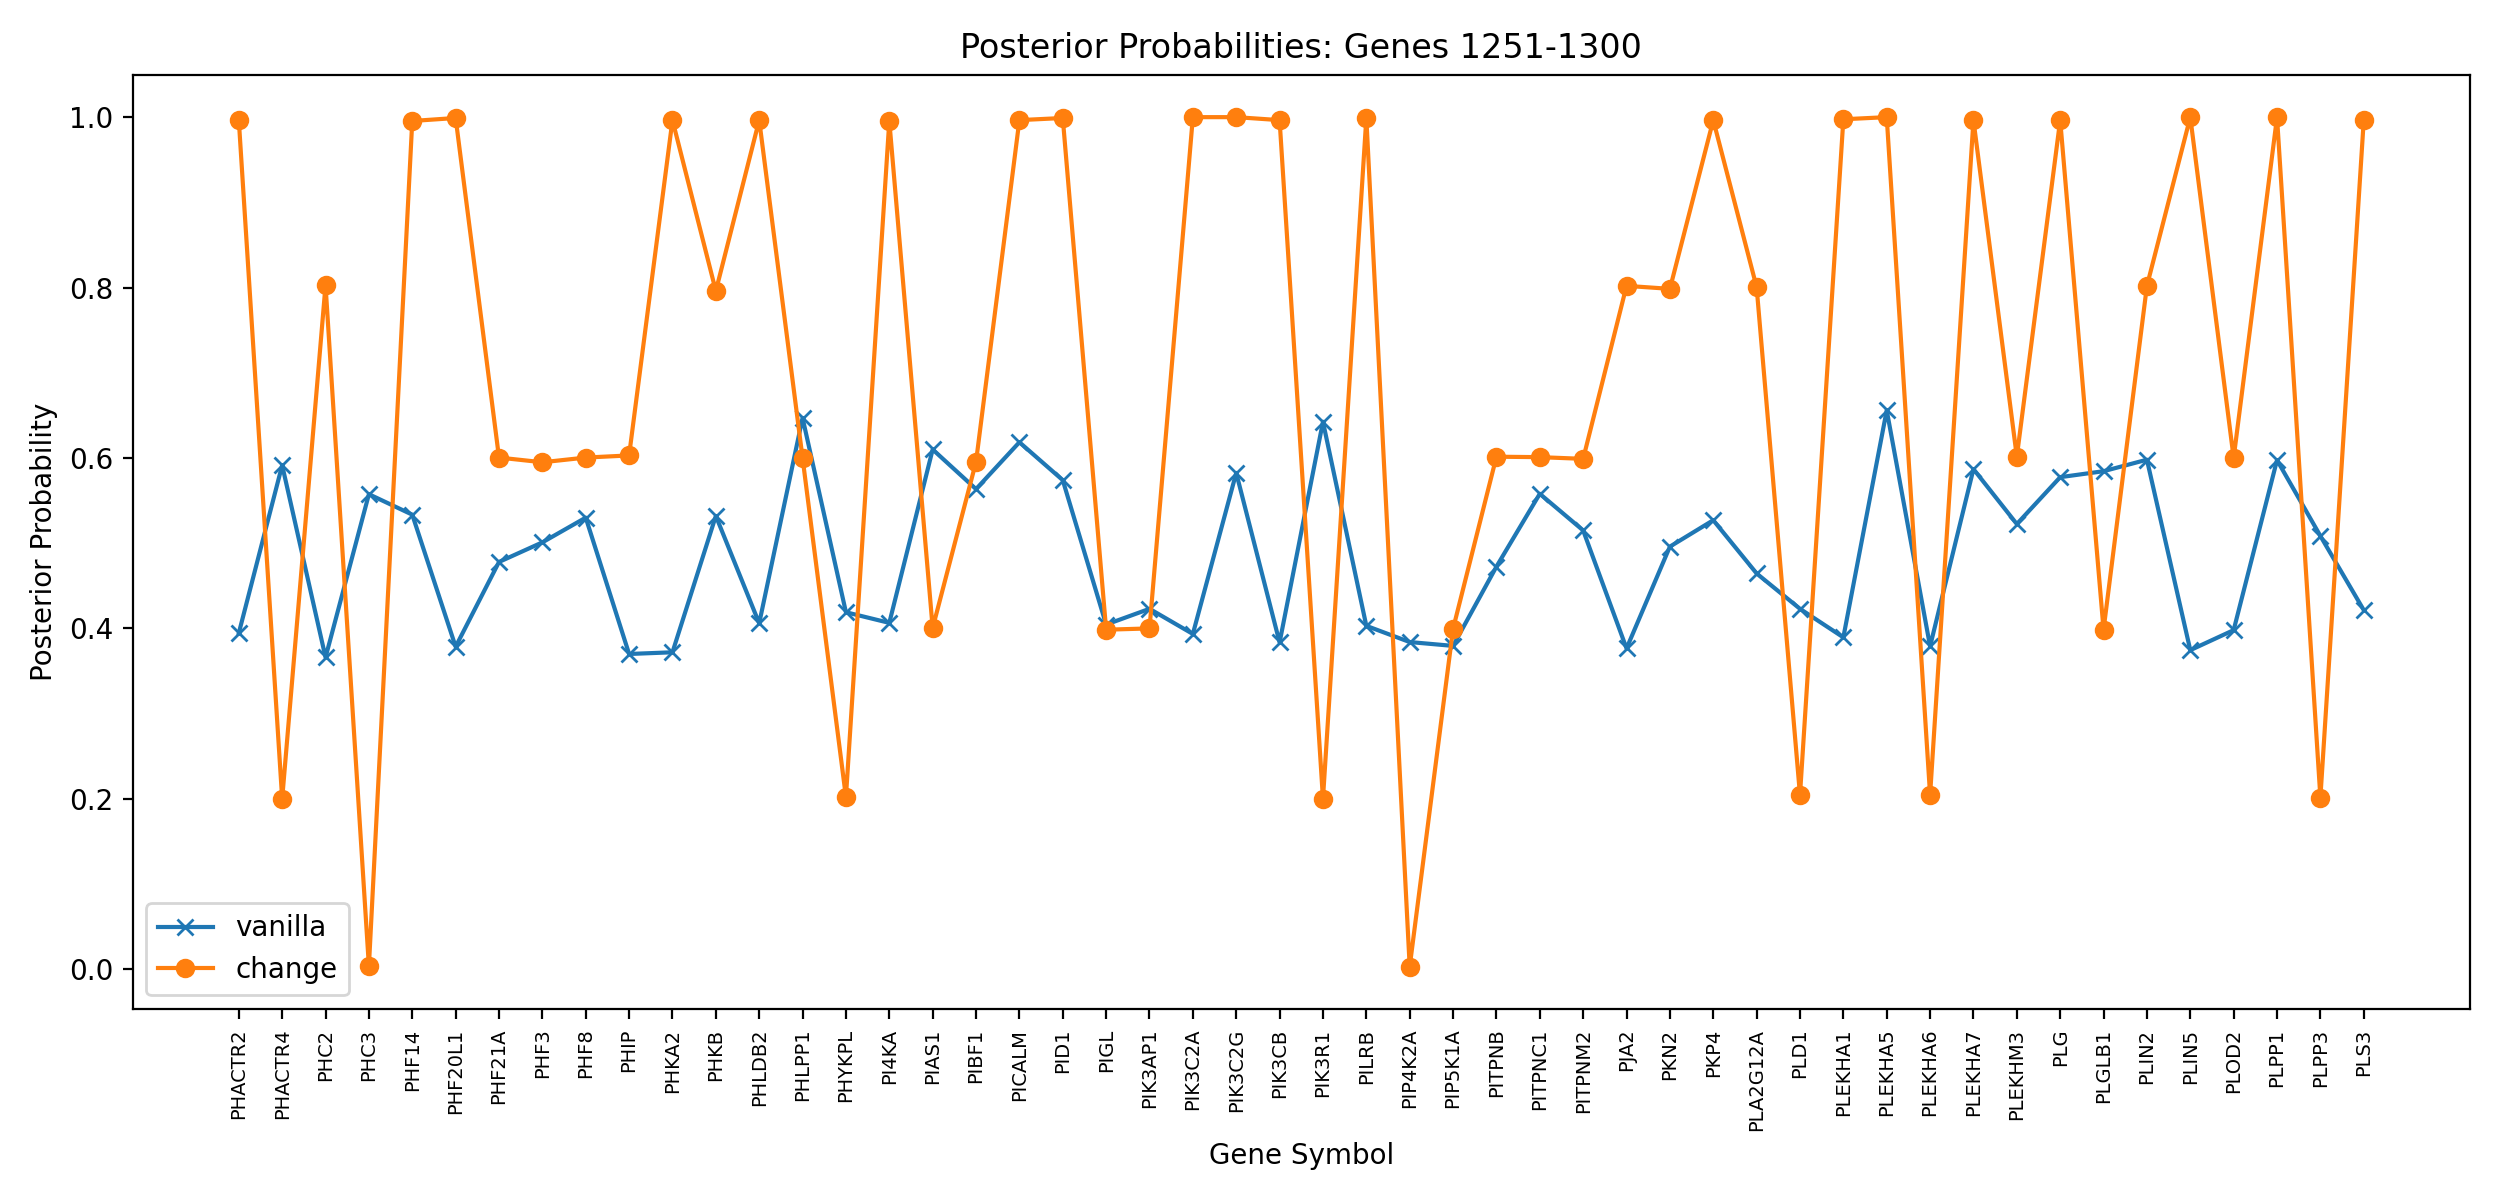 Posterior Probabilities: Genes 1251-1300
Posterior Probability
1.0
0.8
0.6
0.4
0.2
0.0
vanilla
change
PHACTR2
PHACTR4
PHC2
PHC3
PHF14
PHF20L1
PHF21A
PHF3
PHF8
PHIP
PHKA2
PHKB
PHLDB2
PHLPP1
PHYKPL
PI4KA
PIAS1
PIBF1
PICALM
PID1
PIGL
PIK3AP1
PIK3C2A
PIK3C2G
PIK3CB
PIK3R1
PILRB
PIP4K2A
PIP5K1A
PITPNB
PITPNC1
PITPNM2
PJA2
PKN2
PKP4
PLA2G12A
PLD1
PLEKHA1
PLEKHA5
PLEKHA6
PLEKHA7
PLEKHM3
PLG
PLGLB1
PLIN2
PLIN5
PLOD2
PLPP1
PLPP3
PLS3
Gene Symbol